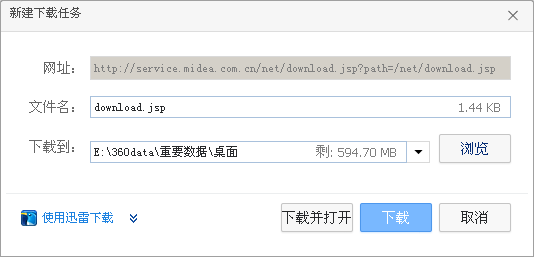 新建下载任务
网址： http://service.midea.com.cn/net/download.jsp?path=/net/download.jsp
文件名： download.jsp 1.44 KB
下载到： E:\360data\重要数据\桌面 剩: 594.70 MB 浏览
使用迅雷下载 下载并打开 下载 取消